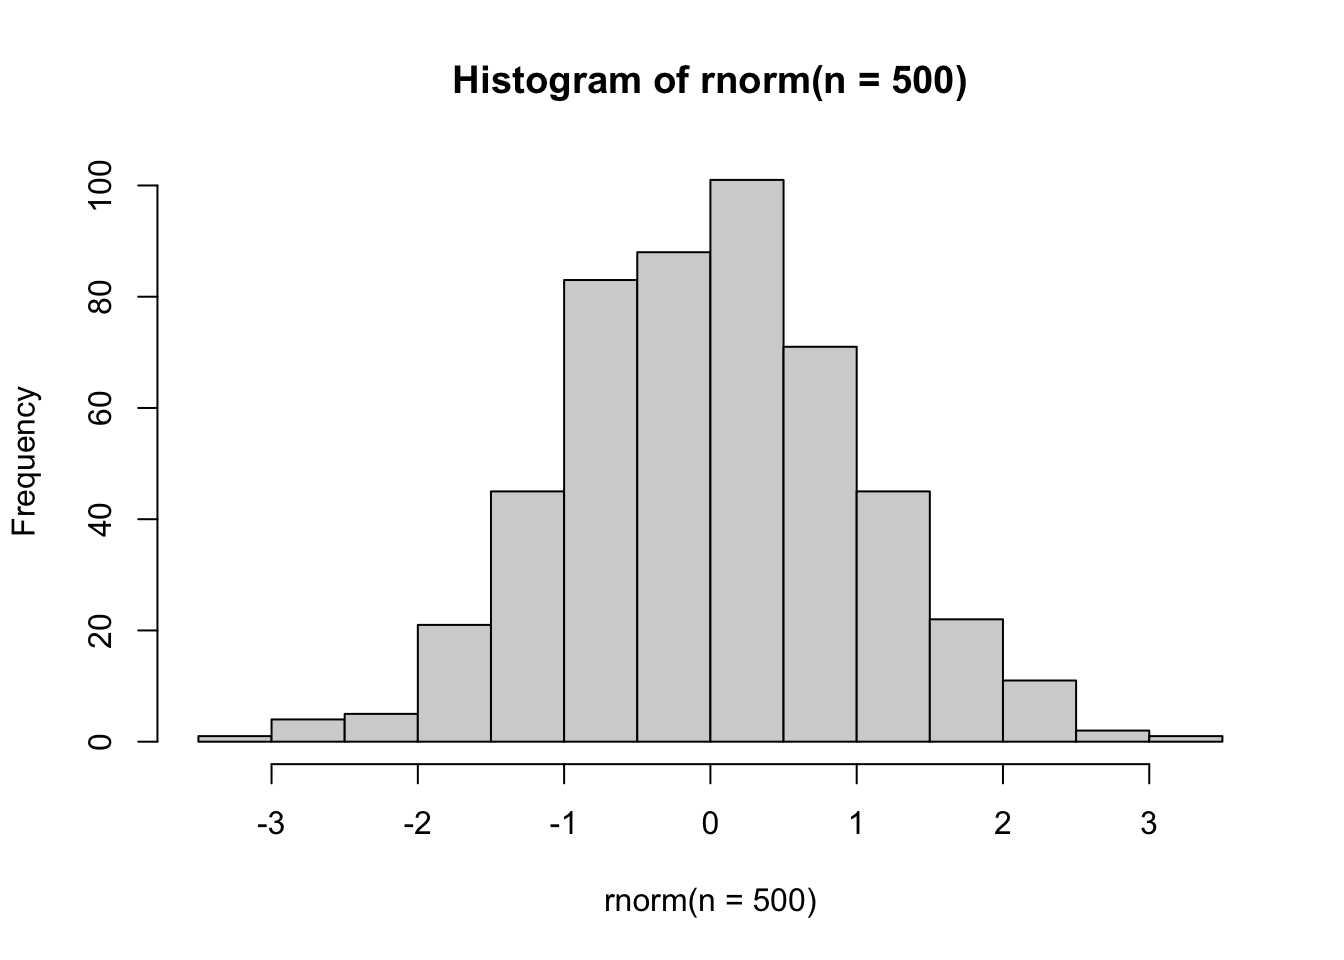 Histogram of rnorm(n = 500)
Frequency
100
80
60
40
20
0
-3 -2 -1 0 1 2 3
rnorm(n = 500)